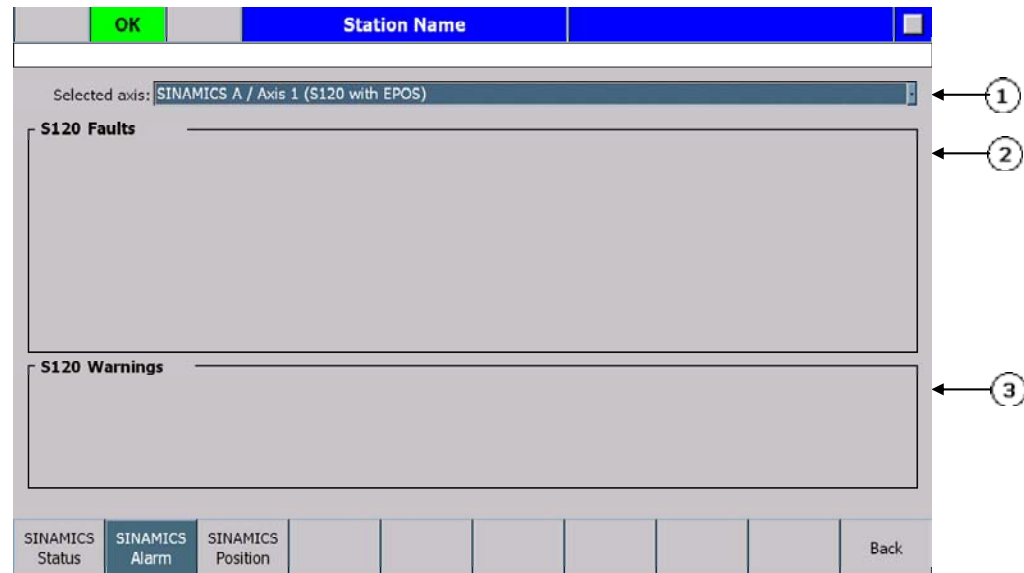 OK Station Name
Selected axis: SINAMICS A / Axis 1 (S120 with EPOS)
1
S120 Faults
2
S120 Warnings
3
SINAMICS Status
SINAMICS Alarm
SINAMICS Position
Back